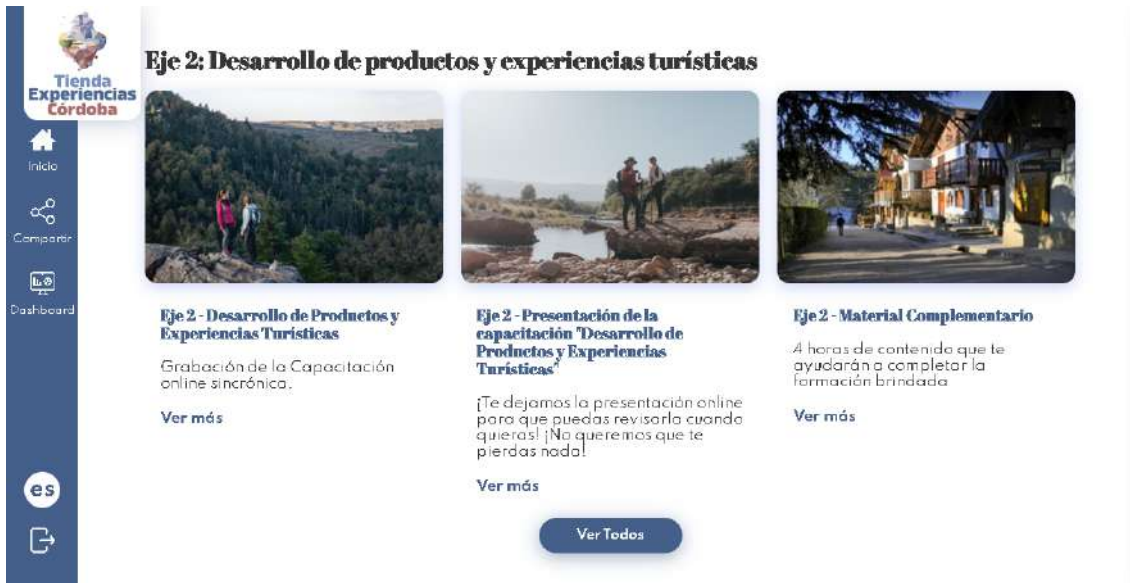 Tienda
Experiencias
Córdoba
Inicio
Compartir
Dashboard
es
Eje 2: Desarrollo de productos y experiencias turísticas
Eje 2 - Desarrollo de Productos y
Experiencias Turísticas
Grabación de la Capacitación
online sincrónica.
Ver más
Eje 2 - Presentación de la
capacitación "Desarrollo de
Productos y Experiencias
Turísticas"
¡Te dejamos la presentación online
para que puedas revisarla cuando
quieras! ¡No queremos que te
pierdas nada!
Ver más
Eje 2 - Material Complementario
4 horas de contenido que te
ayudarán a completar la
formación brindada
Ver más
Ver Todos